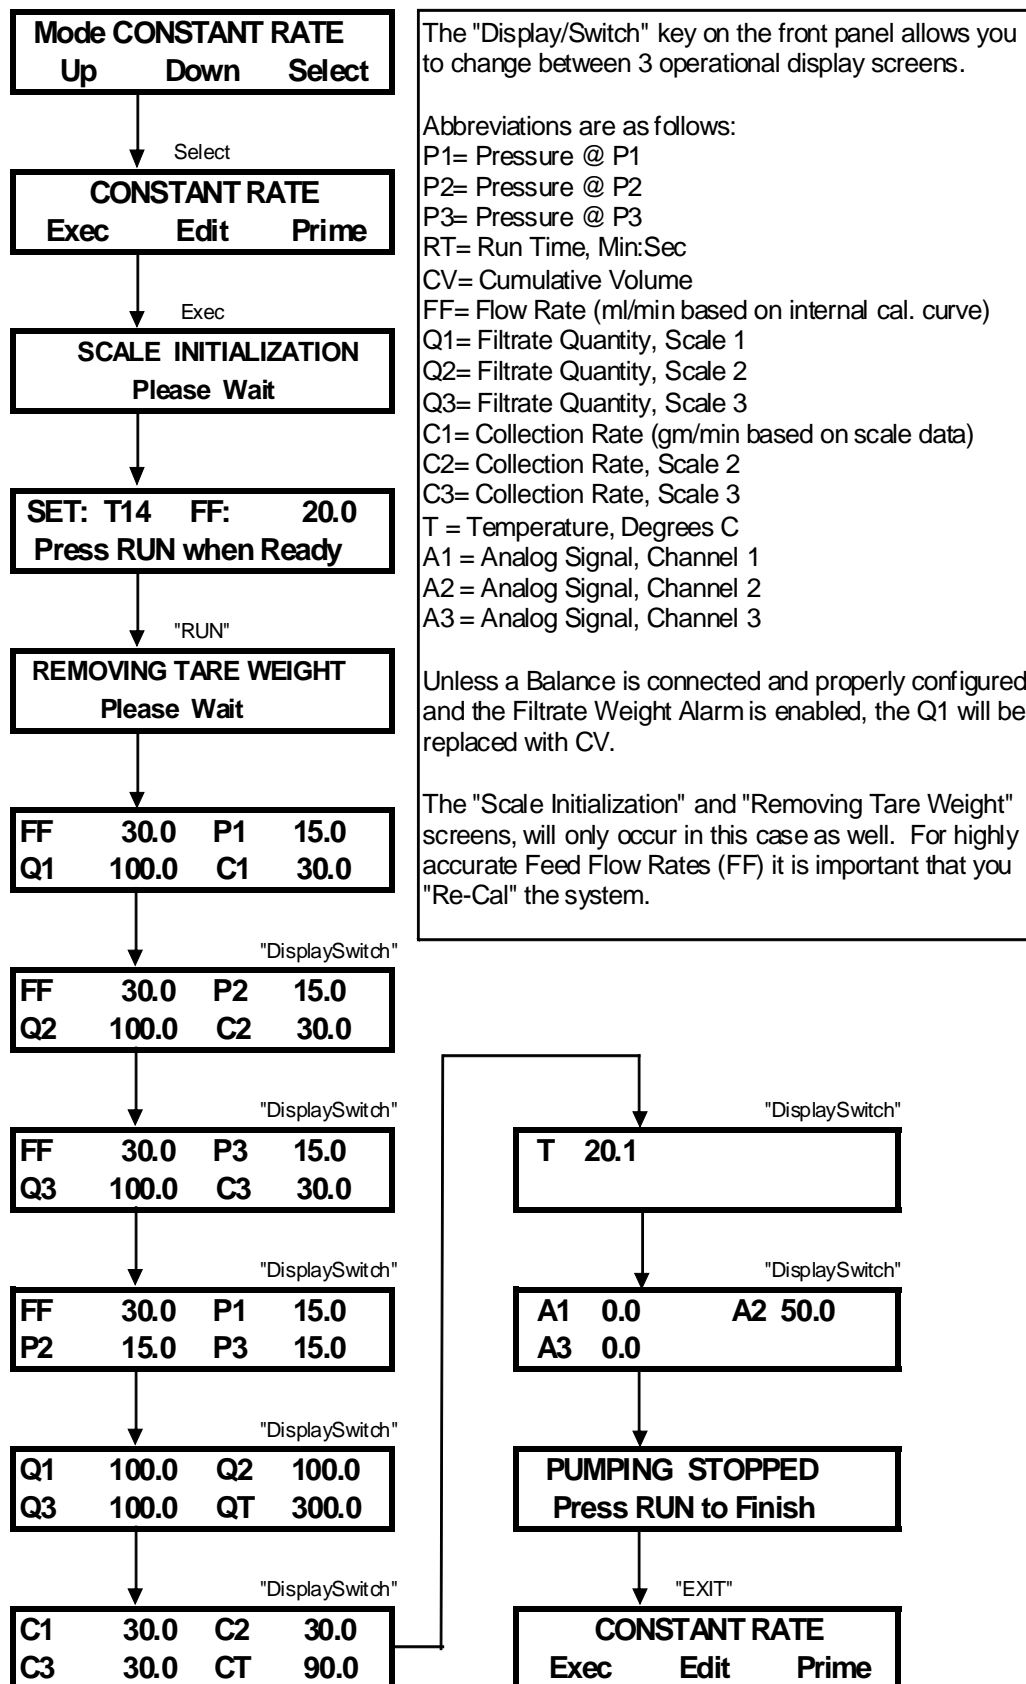 Mode CONSTANT RATE
Up Down Select
Select
CONSTANT RATE
Exec Edit Prime
Exec
SCALE INITIALIZATION
Please Wait
SET: T14 FF: 20.0
Press RUN when Ready
"RUN"
REMOVING TARE WEIGHT
Please Wait
FF 30.0 P1 15.0
Q1 100.0 C1 30.0
"DisplaySwitch"
FF 30.0 P2 15.0
Q2 100.0 C2 30.0
"DisplaySwitch"
FF 30.0 P3 15.0
Q3 100.0 C3 30.0
"DisplaySwitch"
FF 30.0 P1 15.0
P2 15.0 P3 15.0
"DisplaySwitch"
Q1 100.0 Q2 100.0
Q3 100.0 QT 300.0
"DisplaySwitch"
C1 30.0 C2 30.0
C3 30.0 CT 90.0
The "Display/Switch" key on the front panel allows you
to change between 3 operational display screens.
Abbreviations are as follows:
P1= Pressure @ P1
P2= Pressure @ P2
P3= Pressure @ P3
RT= Run Time, Min:Sec
CV= Cumulative Volume
FF= Flow Rate (ml/min based on internal cal. curve)
Q1= Filtrate Quantity, Scale 1
Q2= Filtrate Quantity, Scale 2
Q3= Filtrate Quantity, Scale 3
C1= Collection Rate (gm/min based on scale data)
C2= Collection Rate, Scale 2
C3= Collection Rate, Scale 3
T = Temperature, Degrees C
A1 = Analog Signal, Channel 1
A2 = Analog Signal, Channel 2
A3 = Analog Signal, Channel 3
Unless a Balance is connected and properly configured
and the Filtrate Weight Alarm is enabled, the Q1 will be
replaced with CV.
The "Scale Initialization" and "Removing Tare Weight"
screens, will only occur in this case as well. For highly
accurate Feed Flow Rates (FF) it is important that you
"Re-Cal" the system.
"DisplaySwitch"
T 20.1
"DisplaySwitch"
A1 0.0 A2 50.0
A3 0.0
PUMPING STOPPED
Press RUN to Finish
"EXIT"
CONSTANT RATE
Exec Edit Prime